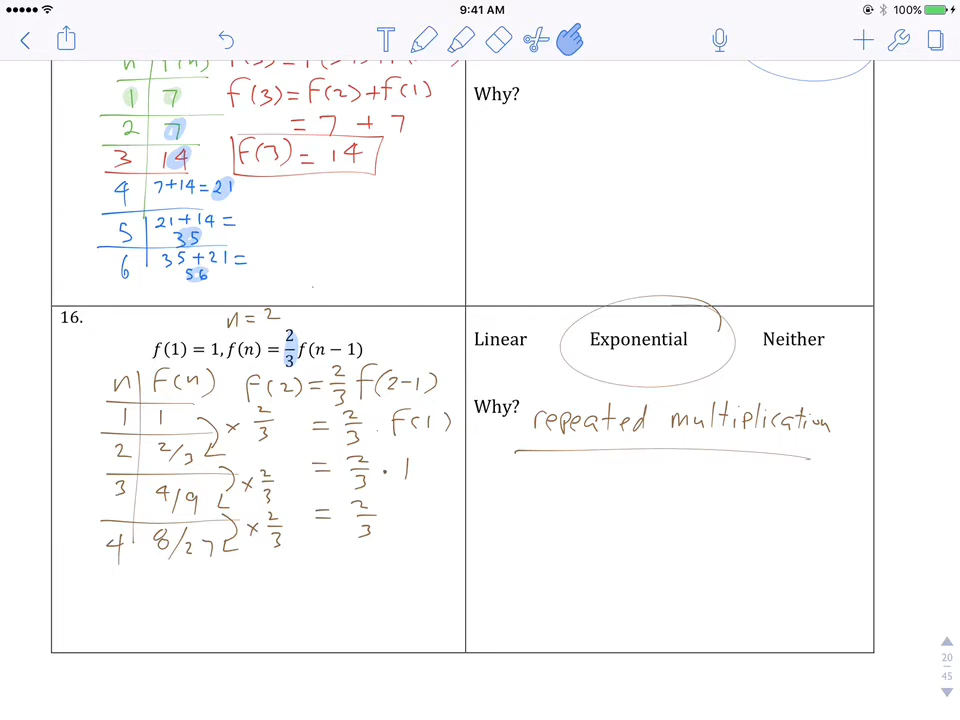 9:41 AM
100%
n f(n)
1 7
f(3) = f(2) + f(1)
2 7
= 7 + 7
3 14
f(3) = 14
4 7+14=21
5 21+14=
35
6 35+21=
56
Why?
16.
n = 2
f(1) = 1, f(n) = 2/3 f(n − 1)
n f(n)
1 1
2 2/3
3 4/9
4 8/27
× 2/3
× 2/3
× 2/3
f(2) = 2/3 f(2-1)
= 2/3 · f(1)
= 2/3 · 1
= 2/3
Linear Exponential Neither
Why? repeated multiplication
20
45